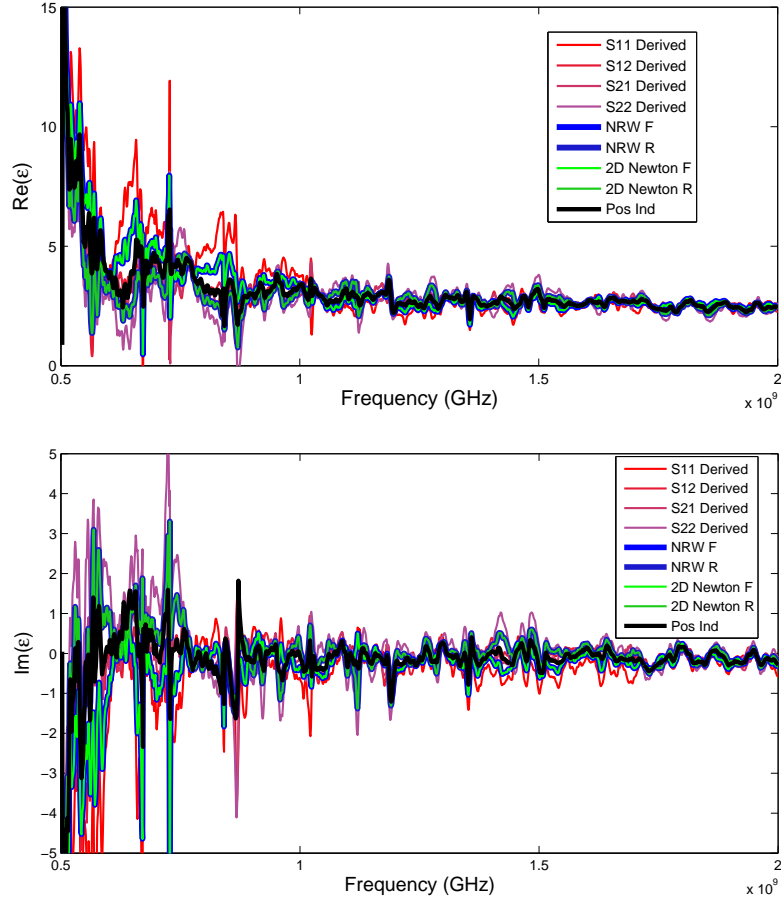 15
10
5
0
Re(ε)
S11 Derived
S12 Derived
S21 Derived
S22 Derived
NRW F
NRW R
2D Newton F
2D Newton R
Pos Ind
0.5
1
1.5
2
x 10^9
Frequency (GHz)
5
4
3
2
1
0
−1
−2
−3
−4
−5
Im(ε)
S11 Derived
S12 Derived
S21 Derived
S22 Derived
NRW F
NRW R
2D Newton F
2D Newton R
Pos Ind
0.5
1
1.5
2
x 10^9
Frequency (GHz)